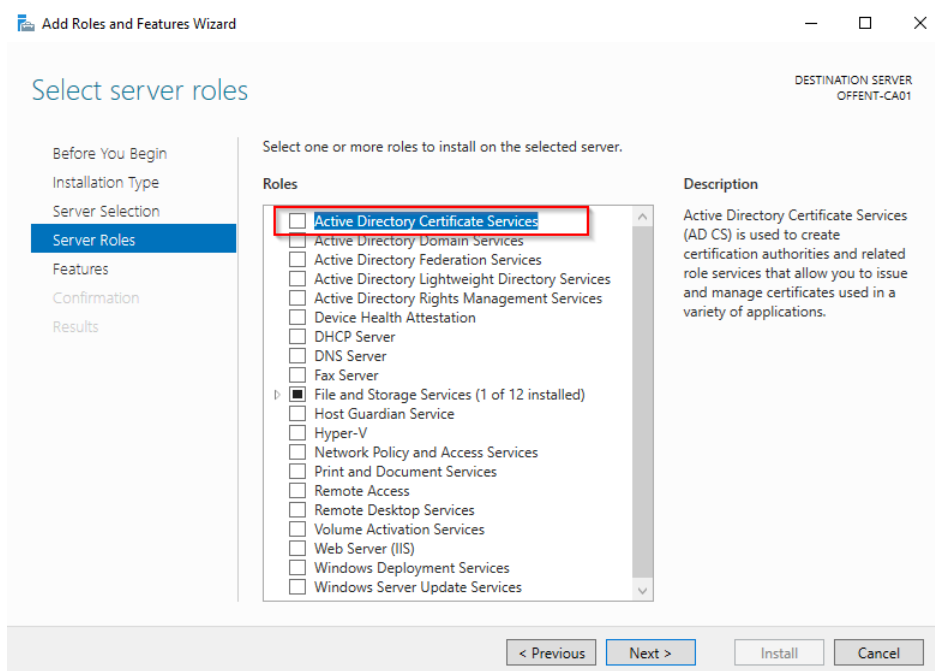 Add Roles and Features Wizard
Select server roles
DESTINATION SERVER
OFFENT-CA01
Before You Begin
Installation Type
Server Selection
Server Roles
Features
Confirmation
Results
Select one or more roles to install on the selected server.
Roles
Active Directory Certificate Services
Active Directory Domain Services
Active Directory Federation Services
Active Directory Lightweight Directory Services
Active Directory Rights Management Services
Device Health Attestation
DHCP Server
DNS Server
Fax Server
File and Storage Services (1 of 12 installed)
Host Guardian Service
Hyper-V
Network Policy and Access Services
Print and Document Services
Remote Access
Remote Desktop Services
Volume Activation Services
Web Server (IIS)
Windows Deployment Services
Windows Server Update Services
Description
Active Directory Certificate Services
(AD CS) is used to create
certification authorities and related
role services that allow you to issue
and manage certificates used in a
variety of applications.
< Previous
Next >
Install
Cancel